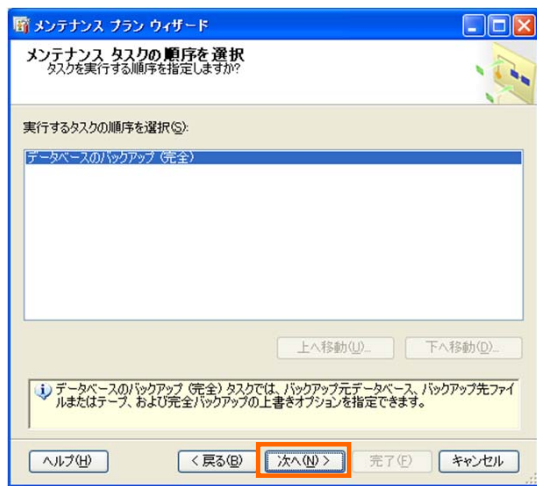 メンテナンス プラン ウィザード
メンテナンス タスクの順序を選択
タスクを実行する順序を指定しますか?
実行するタスクの順序を選択(S):
データベースのバックアップ (完全)
上へ移動(U)...
下へ移動(D)...
データベースのバックアップ (完全) タスクでは、バックアップ元データベース、バックアップ先ファイ
ルまたはテープ、および完全バックアップの上書きオプションを指定できます。
ヘルプ(H)
< 戻る(B)
次へ(N) >
完了(F)
キャンセル